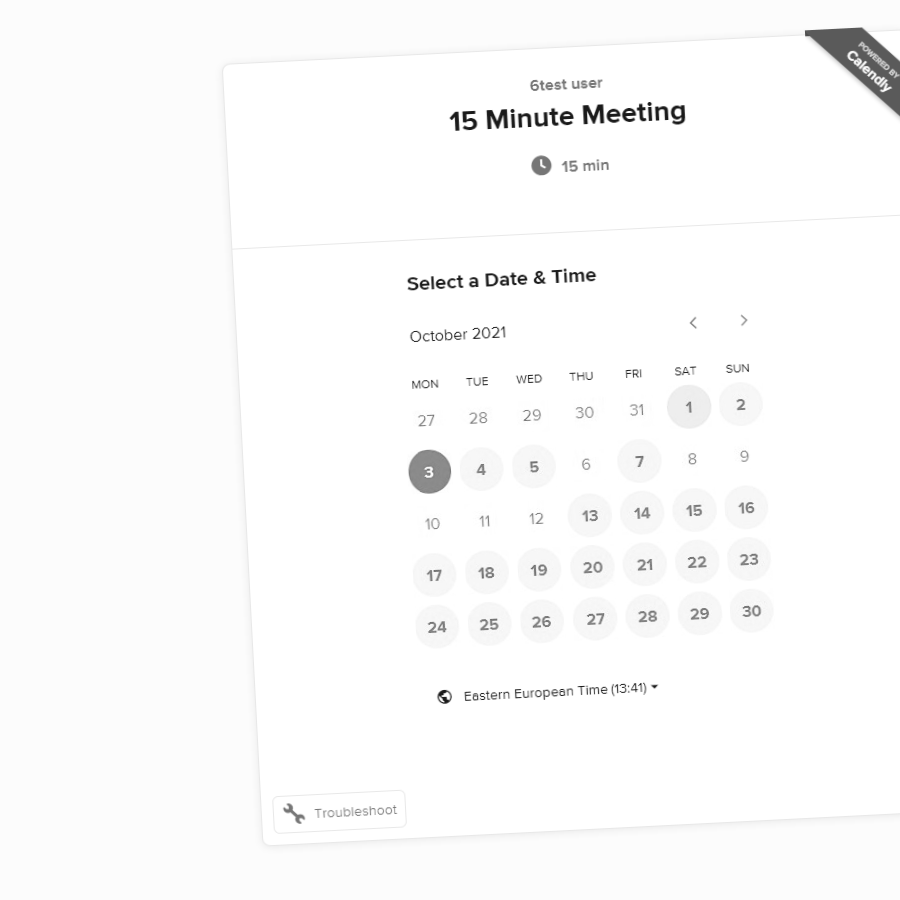 POWERED BY
Calendly
6test user
15 Minute Meeting
15 min
Select a Date & Time
October 2021
MON TUE WED THU FRI SAT SUN
27 28 29 30 31 1 2
3 4 5 6 7 8 9
10 11 12 13 14 15 16
17 18 19 20 21 22 23
24 25 26 27 28 29 30
Eastern European Time (13:41)
Troubleshoot